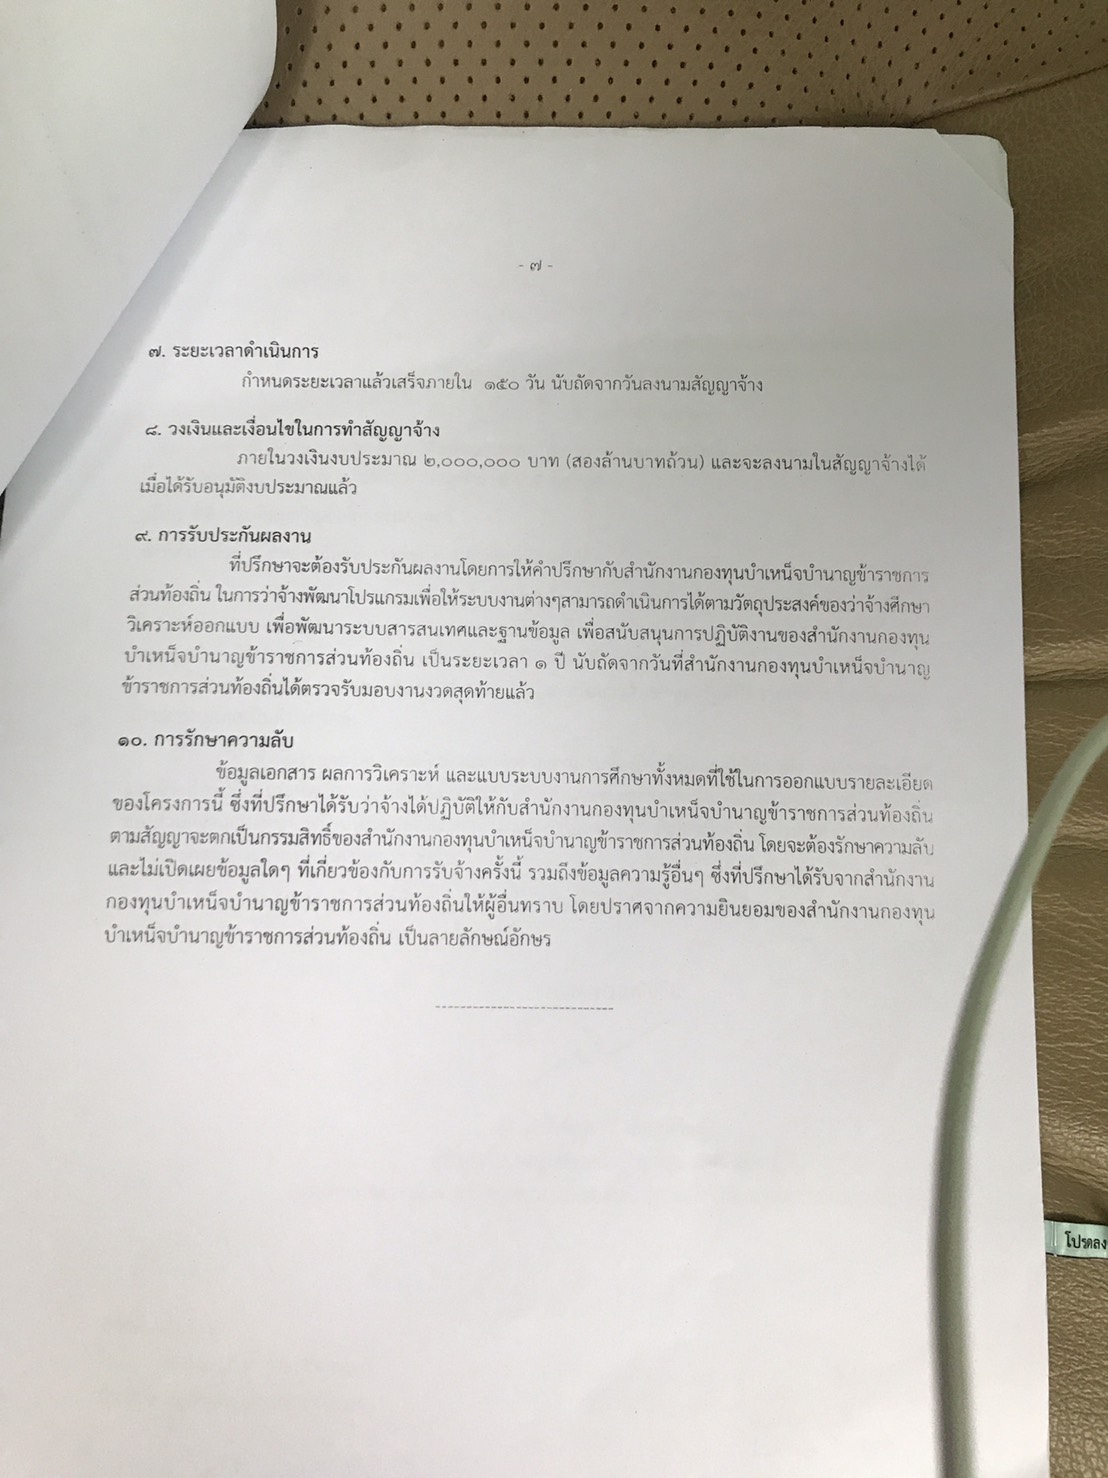 - ๗ -
๗. ระยะเวลาดำเนินการ
กำหนดระยะเวลาแล้วเสร็จภายใน ๑๕๐ วัน นับถัดจากวันลงนามสัญญาจ้าง
๘. วงเงินและเงื่อนไขในการทำสัญญาจ้าง
ภายในวงเงินงบประมาณ ๒,๐๐๐,๐๐๐ บาท (สองล้านบาทถ้วน) และจะลงนามในสัญญาจ้างได้
เมื่อได้รับอนุมัติงบประมาณแล้ว
๙. การรับประกันผลงาน
ที่ปรึกษาจะต้องรับประกันผลงานโดยการให้คำปรึกษากับสำนักงานกองทุนบำเหน็จบำนาญข้าราชการ
ส่วนท้องถิ่น ในการว่าจ้างพัฒนาโปรแกรมเพื่อให้ระบบงานต่างๆสามารถดำเนินการได้ตามวัตถุประสงค์ของว่าจ้างศึกษา
วิเคราะห์ออกแบบ เพื่อพัฒนาระบบสารสนเทศและฐานข้อมูล เพื่อสนับสนุนการปฏิบัติงานของสำนักงานกองทุน
บำเหน็จบำนาญข้าราชการส่วนท้องถิ่น เป็นระยะเวลา ๑ ปี นับถัดจากวันที่สำนักงานกองทุนบำเหน็จบำนาญ
ข้าราชการส่วนท้องถิ่นได้ตรวจรับมอบงานงวดสุดท้ายแล้ว
๑๐. การรักษาความลับ
ข้อมูลเอกสาร ผลการวิเคราะห์ และแบบระบบงานการศึกษาทั้งหมดที่ใช้ในการออกแบบรายละเอียด
ของโครงการนี้ ซึ่งที่ปรึกษาได้รับว่าจ้างได้ปฏิบัติให้กับสำนักงานกองทุนบำเหน็จบำนาญข้าราชการส่วนท้องถิ่น
ตามสัญญาจะตกเป็นกรรมสิทธิ์ของสำนักงานกองทุนบำเหน็จบำนาญข้าราชการส่วนท้องถิ่น โดยจะต้องรักษาความลับ
และไม่เปิดเผยข้อมูลใดๆ ที่เกี่ยวข้องกับการรับจ้างครั้งนี้ รวมถึงข้อมูลความรู้อื่นๆ ซึ่งที่ปรึกษาได้รับจากสำนักงาน
กองทุนบำเหน็จบำนาญข้าราชการส่วนท้องถิ่นให้ผู้อื่นทราบ โดยปราศจากความยินยอมของสำนักงานกองทุน
บำเหน็จบำนาญข้าราชการส่วนท้องถิ่น เป็นลายลักษณ์อักษร
โปรดลง